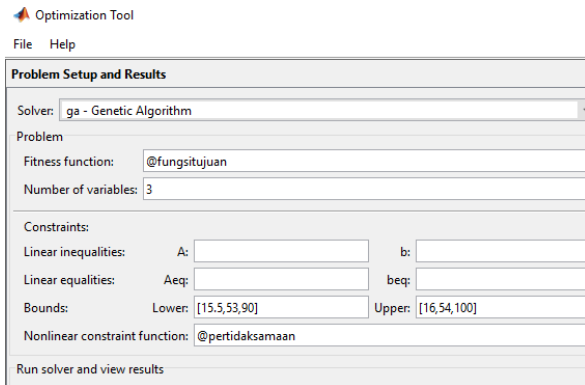 Optimization Tool
File Help
Problem Setup and Results
Solver: ga - Genetic Algorithm
Problem
Fitness function: @fungsitujuan
Number of variables: 3
Constraints:
Linear inequalities: A: b:
Linear equalities: Aeq: beq:
Bounds: Lower: [15.5,53,90] Upper: [16,54,100]
Nonlinear constraint function: @pertidaksamaan
Run solver and view results